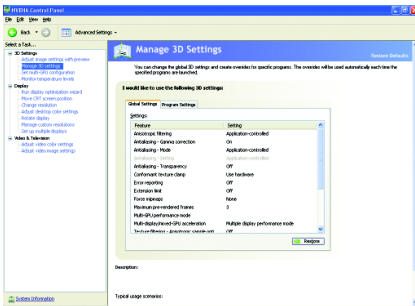 NVIDIA Control Panel
File Edit View Help
Back Advanced Settings
Select a Task...
3D Settings
Adjust image settings with preview
Manage 3D settings
Set multi-GPU configuration
Monitor temperature levels
Display
Run display optimization wizard
Move CRT screen position
Change resolution
Adjust desktop color settings
Rotate display
Manage custom resolutions
Set up multiple displays
Video & Television
Adjust video color settings
Adjust video image settings
System Information
Manage 3D Settings
Restore Defaults
You can change the global 3D settings and create overrides for specific programs. The overrides will be used automatically each time the
specified programs are launched.
I would like to use the following 3D settings
Global Settings Program Settings
Settings
Feature Setting
Anisotropic filtering Application-controlled
Antialiasing - Gamma correction On
Antialiasing - Mode Application-controlled
Antialiasing - Setting Application-controlled
Antialiasing - Transparency Off
Conformant texture clamp Use hardware
Error reporting Off
Extension limit Off
Force mipmaps None
Maximum pre-rendered frames 3
Multi-GPU performance mode
Multi-display/mixed-GPU acceleration Multiple display performance mode
Texture filtering - Anisotropic sample opti Off
Restore
Description:
Typical usage scenarios: